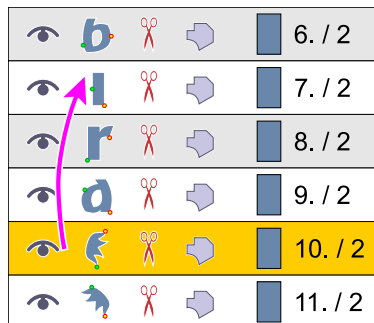 b 6. / 2
l 7. / 2
r 8. / 2
a 9. / 2
10. / 2
11. / 2